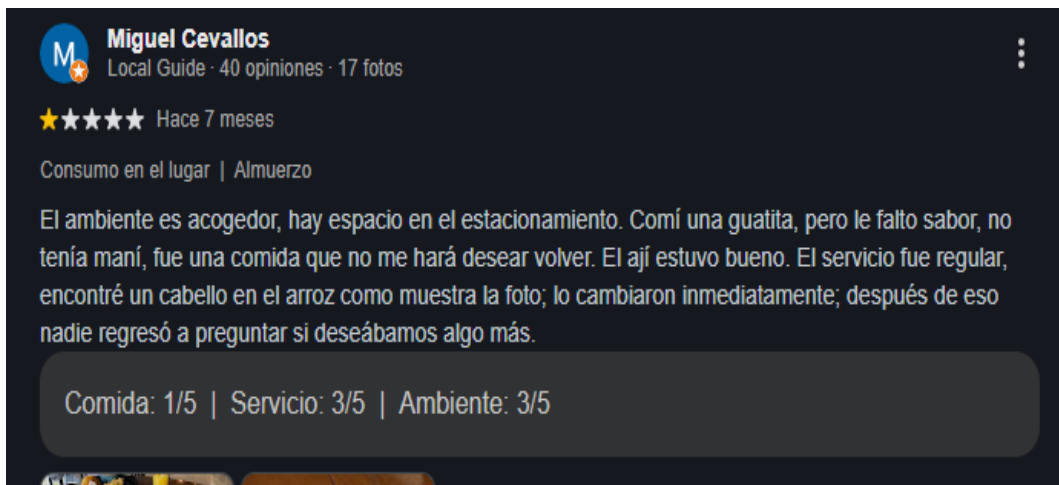 M
Miguel Cevallos
Local Guide · 40 opiniones · 17 fotos
Hace 7 meses
Consumo en el lugar | Almuerzo
El ambiente es acogedor, hay espacio en el estacionamiento. Comí una guatita, pero le falto sabor, no
tenía maní, fue una comida que no me hará desear volver. El ají estuvo bueno. El servicio fue regular,
encontré un cabello en el arroz como muestra la foto; lo cambiaron inmediatamente; después de eso
nadie regresó a preguntar si deseábamos algo más.
Comida: 1/5 | Servicio: 3/5 | Ambiente: 3/5